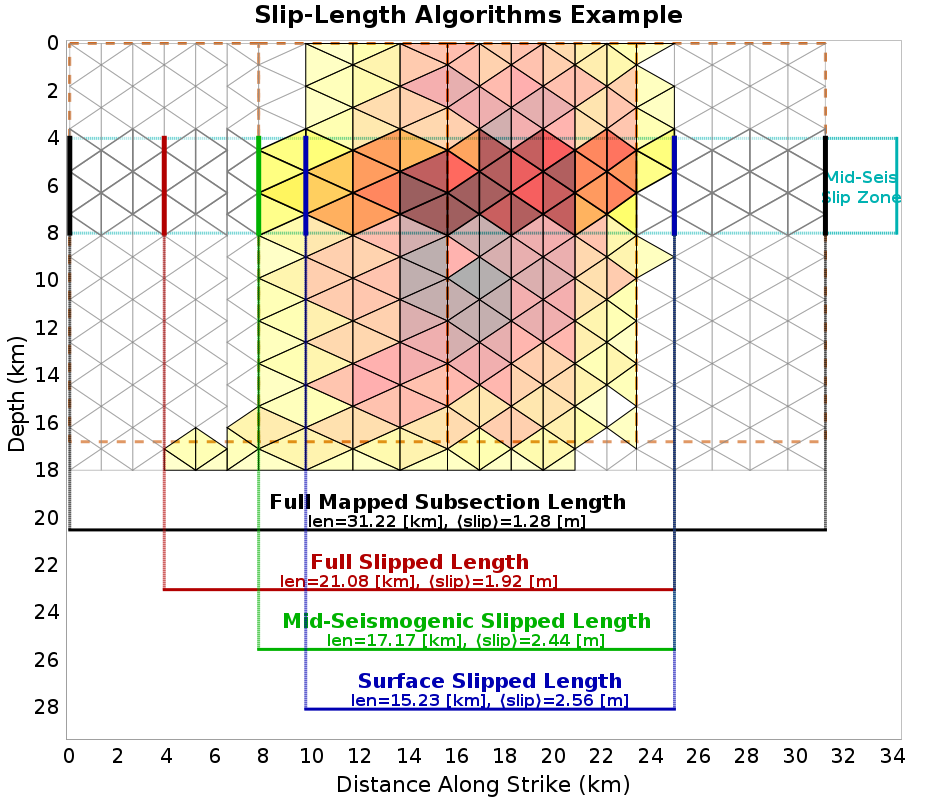 Slip-Length Algorithms Example
0
2
4
6
8
10
12
14
16
18
20
22
24
26
28
Depth (km)
Mid-Seis
Slip Zone
Full Mapped Subsection Length
len=31.22 [km], ⟨slip⟩=1.28 [m]
Full Slipped Length
len=21.08 [km], ⟨slip⟩=1.92 [m]
Mid-Seismogenic Slipped Length
len=17.17 [km], ⟨slip⟩=2.44 [m]
Surface Slipped Length
len=15.23 [km], ⟨slip⟩=2.56 [m]
0 2 4 6 8 10 12 14 16 18 20 22 24 26 28 30 32 34
Distance Along Strike (km)